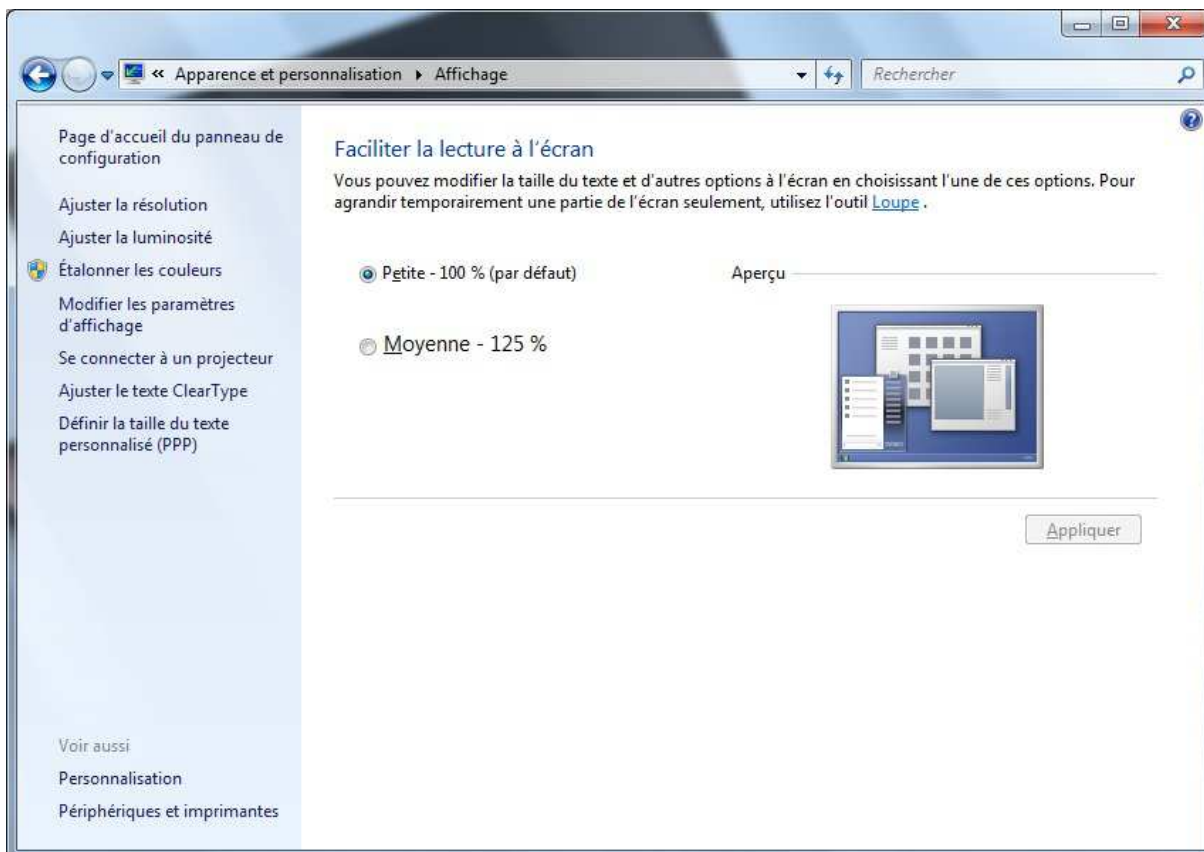 « Apparence et personnalisation ▸ Affichage
Rechercher
Page d'accueil du panneau de
configuration
Ajuster la résolution
Ajuster la luminosité
Étalonner les couleurs
Modifier les paramètres
d'affichage
Se connecter à un projecteur
Ajuster le texte ClearType
Définir la taille du texte
personnalisé (PPP)
Voir aussi
Personnalisation
Périphériques et imprimantes
Faciliter la lecture à l'écran
Vous pouvez modifier la taille du texte et d'autres options à l'écran en choisissant l'une de ces options. Pour
agrandir temporairement une partie de l'écran seulement, utilisez l'outil Loupe .
Petite - 100 % (par défaut)
Aperçu
Moyenne - 125 %
Appliquer